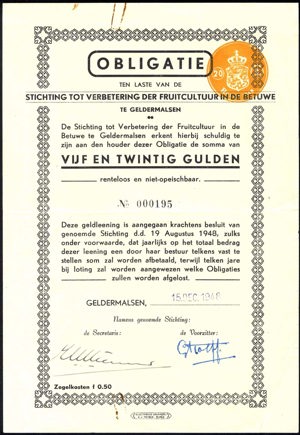 OBLIGATIE
20
TEN LASTE VAN DE
STICHTING TOT VERBETERING DER FRUITCULTUUR IN DE BETUWE
TE GELDERMALSEN
De Stichting tot Verbetering der Fruitcultuur in de
Betuwe te Geldermalsen erkent hierbij schuldig te
zijn aan den houder dezer Obligatie de somma van
VIJF EN TWINTIG GULDEN
renteloos en niet-opeischbaar.
№ 000195
Deze geldleening is aangegaan krachtens besluit van
genoemde Stichting d.d. 19 Augustus 1948, zulks
onder voorwaarde, dat jaarlijks op het totaal bedrag
dezer leening een door haar bestuur telkens vast te
stellen som zal worden afbetaald, terwijl telken jare
bij loting zal worden aangewezen welke Obligaties
zullen worden afgelost.
GELDERMALSEN, 15 DEC. 1948
Namens genoemde Stichting:
de Secretaris: de Voorzitter:
Zegelkosten f 0.50